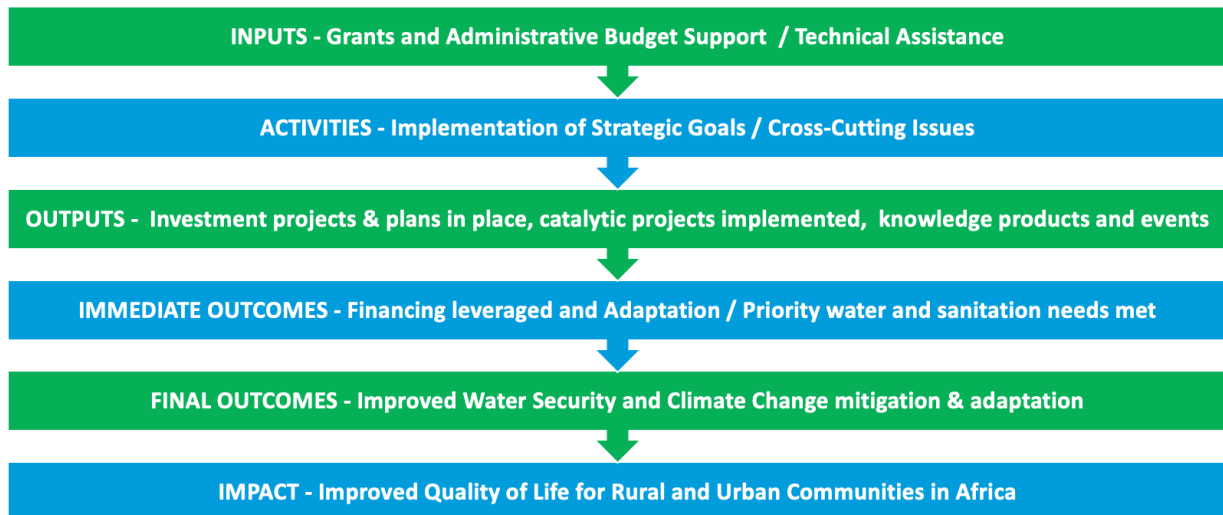 INPUTS - Grants and Administrative Budget Support / Technical Assistance
ACTIVITIES - Implementation of Strategic Goals / Cross-Cutting Issues
OUTPUTS - Investment projects & plans in place, catalytic projects implemented, knowledge products and events
IMMEDIATE OUTCOMES - Financing leveraged and Adaptation / Priority water and sanitation needs met
FINAL OUTCOMES - Improved Water Security and Climate Change mitigation & adaptation
IMPACT - Improved Quality of Life for Rural and Urban Communities in Africa